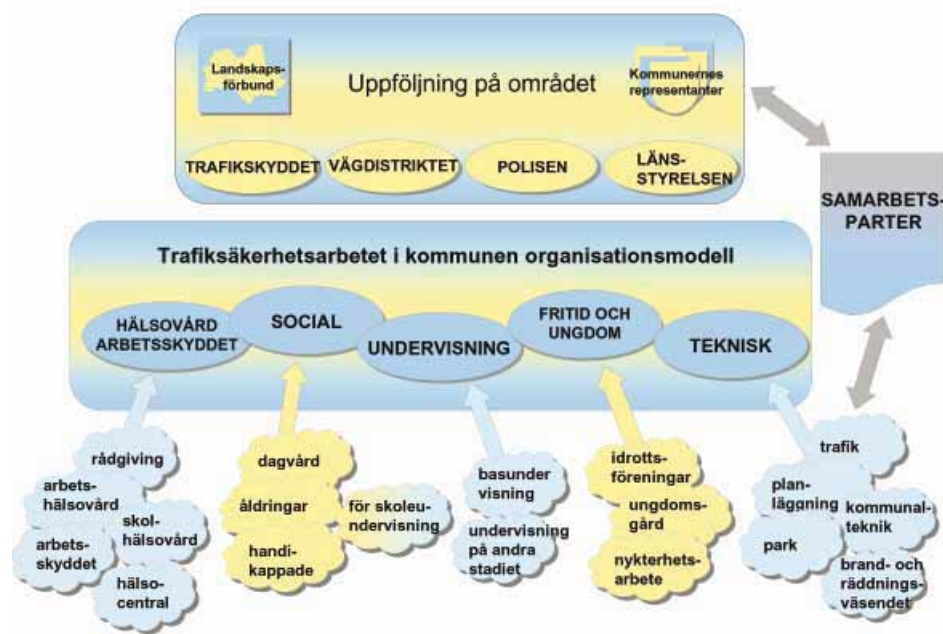 Landskaps-
förbund
Uppföljning på området
Kommunernes
representanter
TRAFIKSKYDDET
VÄGDISTRIKTET
POLISEN
LÄNS-
STYRELSEN
SAMARBETS-
PARTER
Trafiksäkerhetsarbetet i kommunen organisationsmodell
HÄLSOVÅRD
ARBETSSKYDDET
SOCIAL
UNDERVISNING
FRITID OCH
UNGDOM
TEKNISK
rådgiving
arbets-
hälsovård
skol-
hälsovård
arbets-
skyddet
hälso-
central
dagvård
åldringar
för skoleu-
ndervisning
handi-
kappade
basunder
visning
undervisning
på andra
stadiet
idrotts-
föreningar
ungdoms-
gård
nykterhets-
arbete
trafik
plan-
läggning
kommunal-
teknik
park
brand- och
räddnings-
väsendet